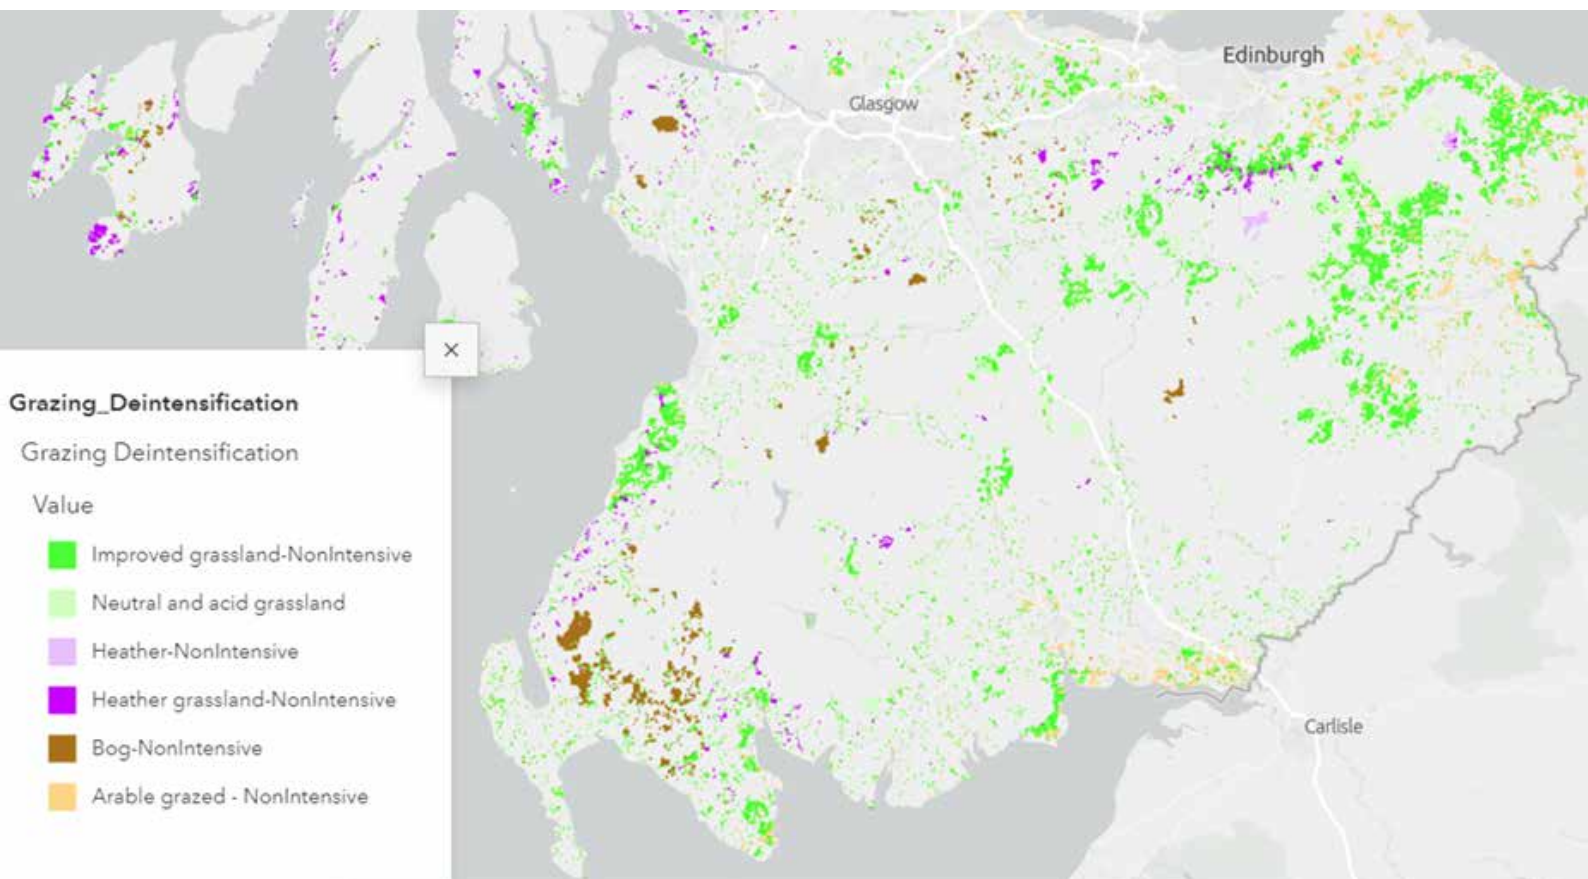 Edinburgh
Glasgow
×
Grazing_Deintensification
Grazing Deintensification
Value
Improved grassland-NonIntensive
Neutral and acid grassland
Heather-NonIntensive
Heather grassland-NonIntensive
Bog-NonIntensive
Arable grazed - NonIntensive
Carlisle